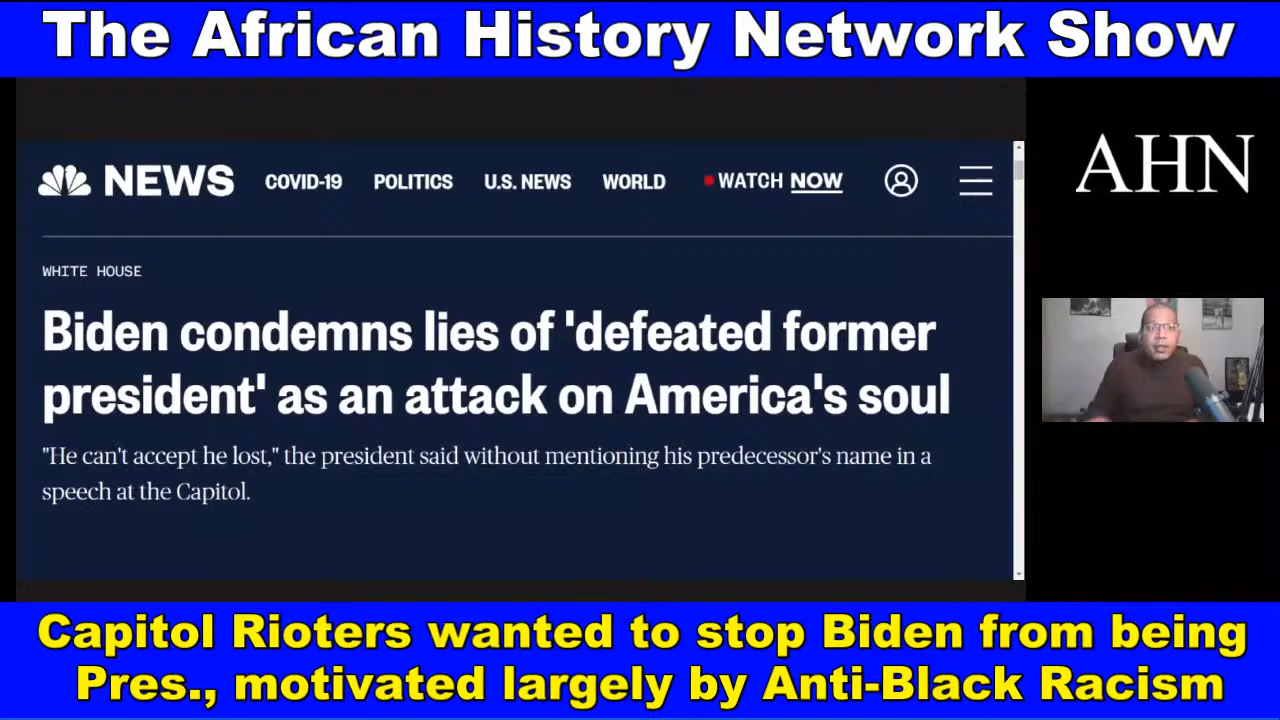 The African History Network Show
AHN
NEWS COVID-19 POLITICS U.S. NEWS WORLD WATCH NOW
WHITE HOUSE
Biden condemns lies of 'defeated former
president' as an attack on America's soul
"He can't accept he lost," the president said without mentioning his predecessor's name in a
speech at the Capitol.
Capitol Rioters wanted to stop Biden from being
Pres., motivated largely by Anti-Black Racism